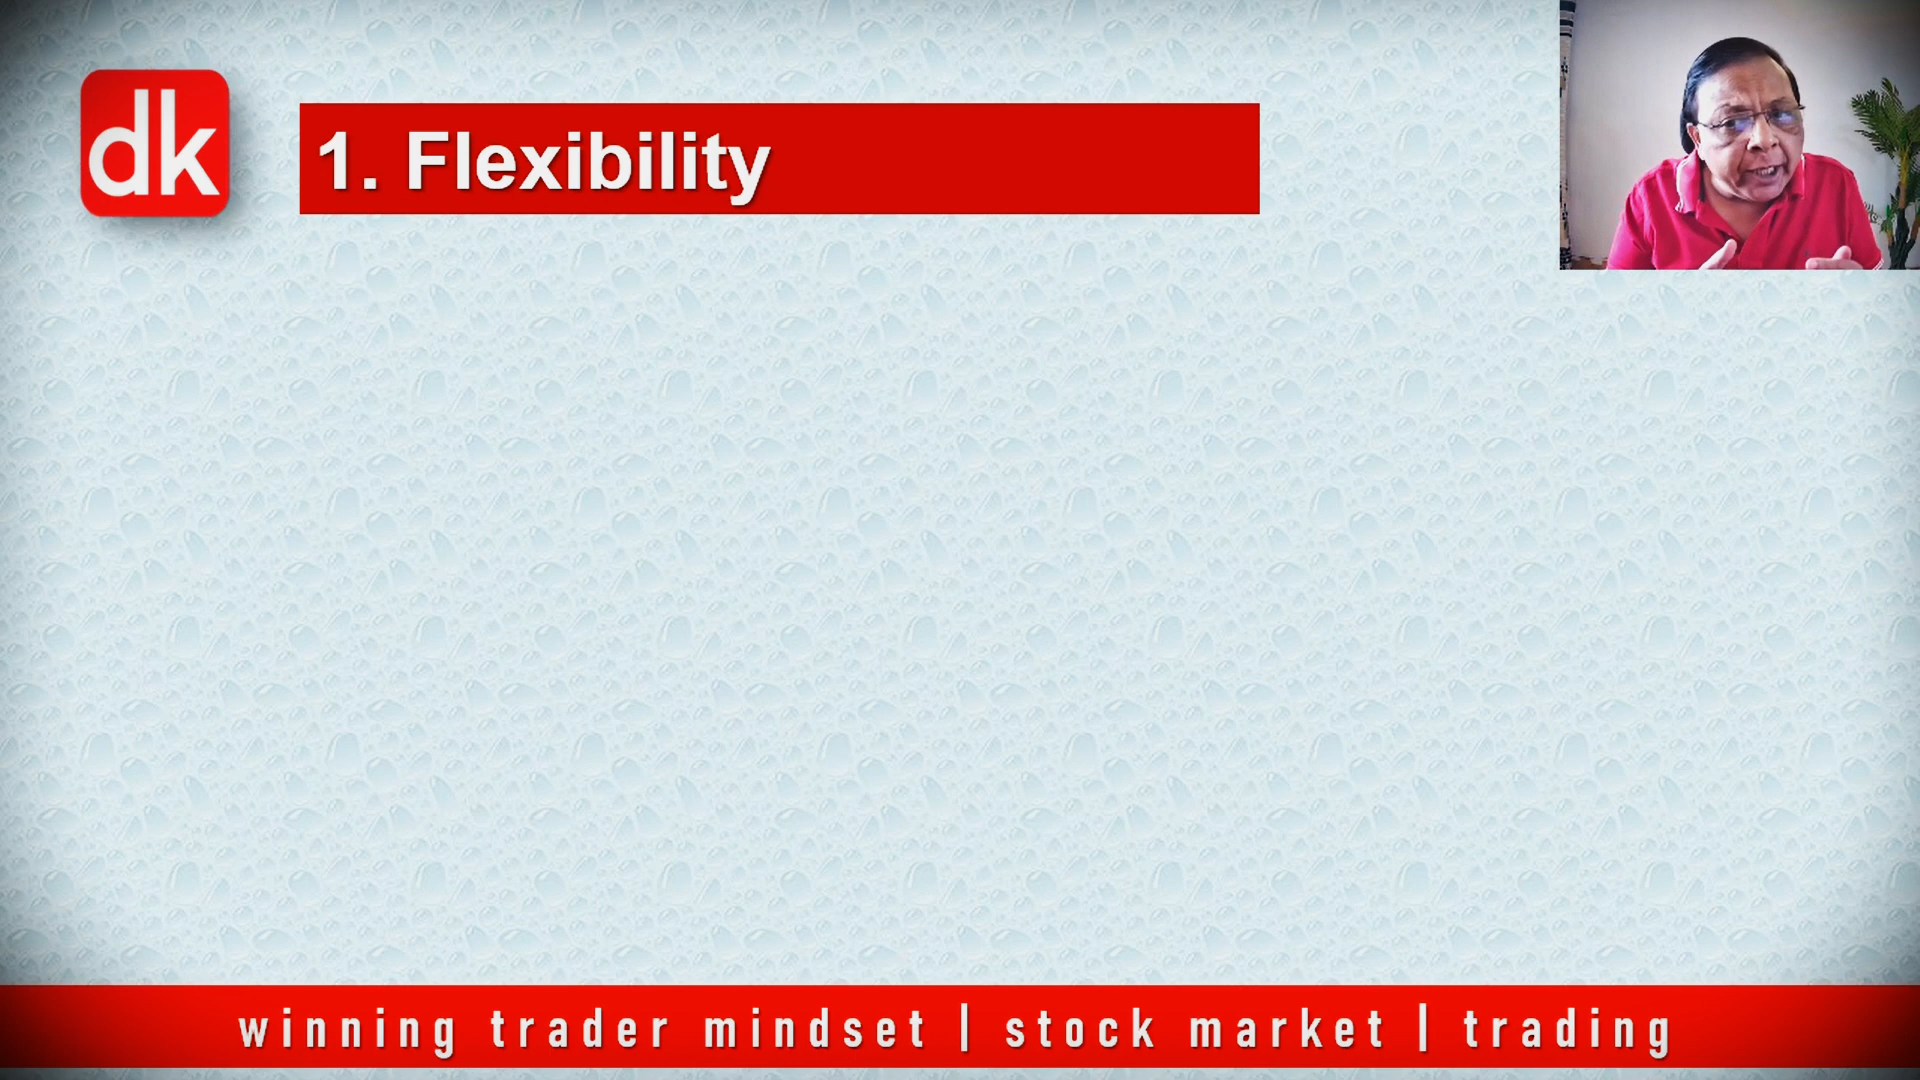 dk
1. Flexibility
winning trader mindset | stock market | trading